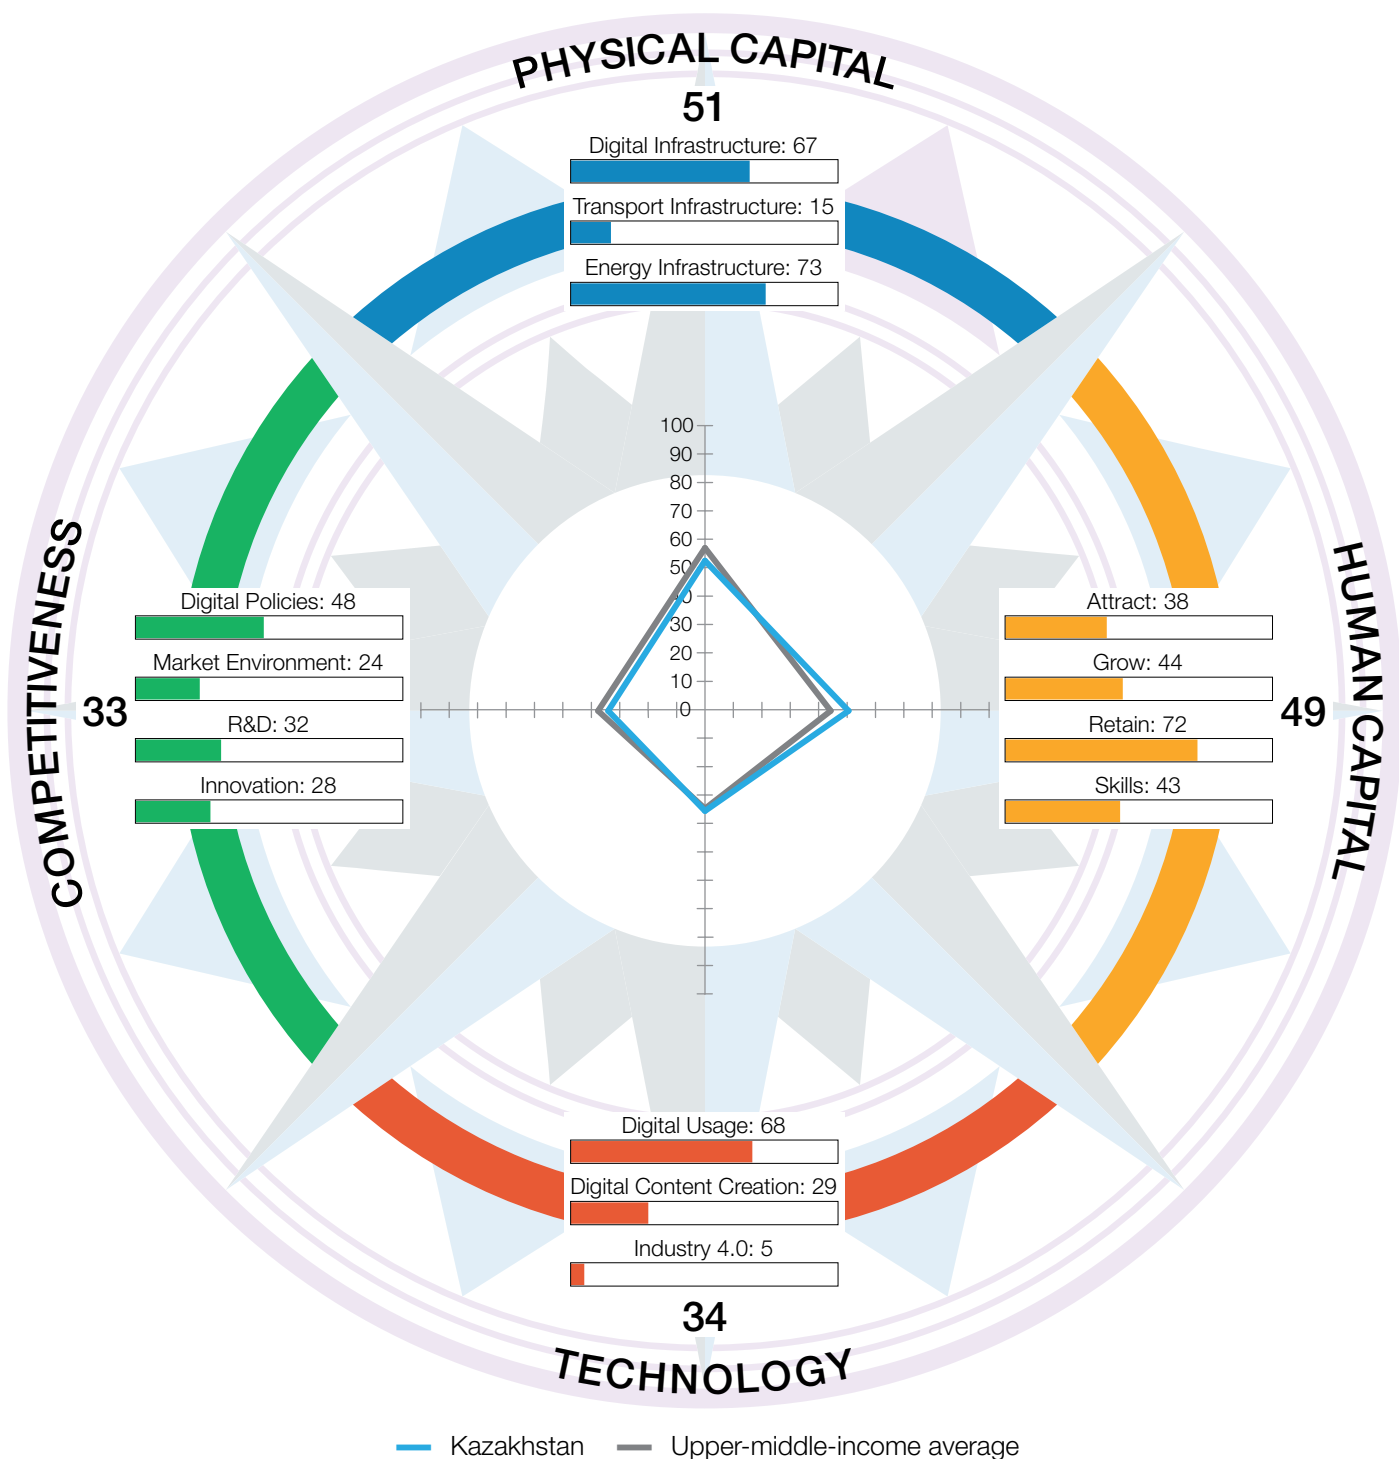 PHYSICAL CAPITAL
51
Digital Infrastructure: 67
Transport Infrastructure: 15
Energy Infrastructure: 73
100
90
80
70
60
50
40
30
20
10
0
COMPETITIVENESS
33
Digital Policies: 48
Market Environment: 24
R&D: 32
Innovation: 28
HUMAN CAPITAL
49
Attract: 38
Grow: 44
Retain: 72
Skills: 43
Digital Usage: 68
Digital Content Creation: 29
Industry 4.0: 5
34
TECHNOLOGY
Kazakhstan
Upper-middle-income average